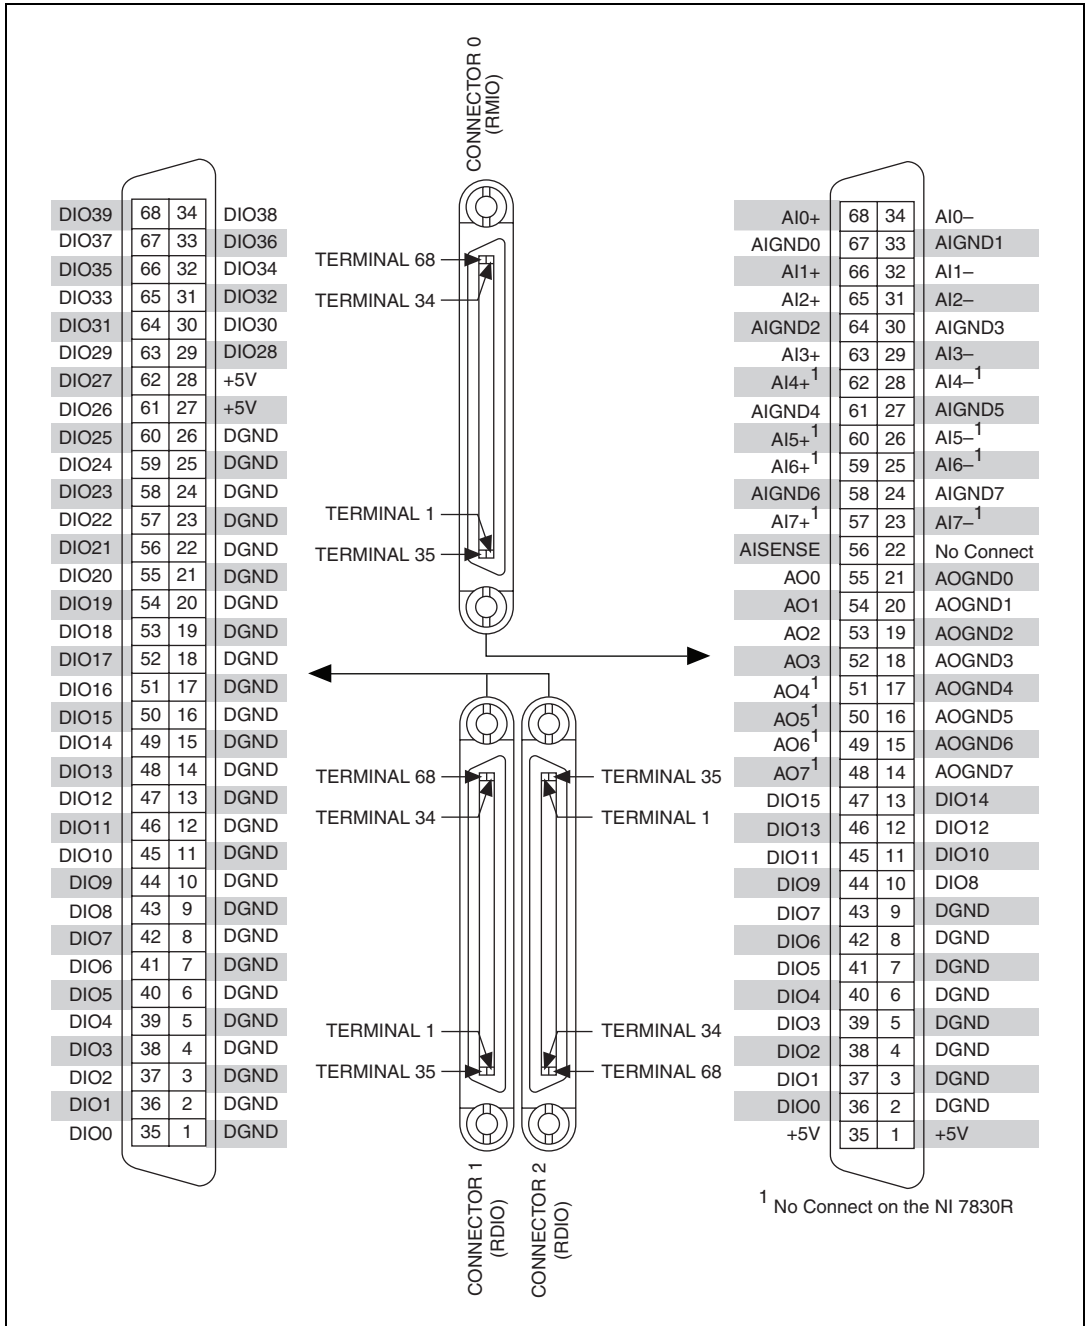 CONNECTOR 0
(RMIO)
DIO39 68 34 DIO38
DIO37 67 33 DIO36
DIO35 66 32 DIO34
DIO33 65 31 DIO32
DIO31 64 30 DIO30
DIO29 63 29 DIO28
DIO27 62 28 +5V
DIO26 61 27 +5V
DIO25 60 26 DGND
DIO24 59 25 DGND
DIO23 58 24 DGND
DIO22 57 23 DGND
DIO21 56 22 DGND
DIO20 55 21 DGND
DIO19 54 20 DGND
DIO18 53 19 DGND
DIO17 52 18 DGND
DIO16 51 17 DGND
DIO15 50 16 DGND
DIO14 49 15 DGND
DIO13 48 14 DGND
DIO12 47 13 DGND
DIO11 46 12 DGND
DIO10 45 11 DGND
DIO9 44 10 DGND
DIO8 43 9 DGND
DIO7 42 8 DGND
DIO6 41 7 DGND
DIO5 40 6 DGND
DIO4 39 5 DGND
DIO3 38 4 DGND
DIO2 37 3 DGND
DIO1 36 2 DGND
DIO0 35 1 DGND
TERMINAL 68
TERMINAL 34
TERMINAL 1
TERMINAL 35
TERMINAL 68
TERMINAL 34
TERMINAL 35
TERMINAL 1
TERMINAL 1
TERMINAL 35
TERMINAL 34
TERMINAL 68
CONNECTOR 1
(RDIO)
CONNECTOR 2
(RDIO)
AI0+ 68 34 AI0–
AIGND0 67 33 AIGND1
AI1+ 66 32 AI1–
AI2+ 65 31 AI2–
AIGND2 64 30 AIGND3
AI3+ 63 29 AI3–
AI4+1 62 28 AI4–1
AIGND4 61 27 AIGND5
AI5+1 60 26 AI5–1
AI6+1 59 25 AI6–1
AIGND6 58 24 AIGND7
AI7+1 57 23 AI7–1
AISENSE 56 22 No Connect
AO0 55 21 AOGND0
AO1 54 20 AOGND1
AO2 53 19 AOGND2
AO3 52 18 AOGND3
AO41 51 17 AOGND4
AO51 50 16 AOGND5
AO61 49 15 AOGND6
AO71 48 14 AOGND7
DIO15 47 13 DIO14
DIO13 46 12 DIO12
DIO11 45 11 DIO10
DIO9 44 10 DIO8
DIO7 43 9 DGND
DIO6 42 8 DGND
DIO5 41 7 DGND
DIO4 40 6 DGND
DIO3 39 5 DGND
DIO2 38 4 DGND
DIO1 37 3 DGND
DIO0 36 2 DGND
+5V 35 1 +5V
1 No Connect on the NI 7830R